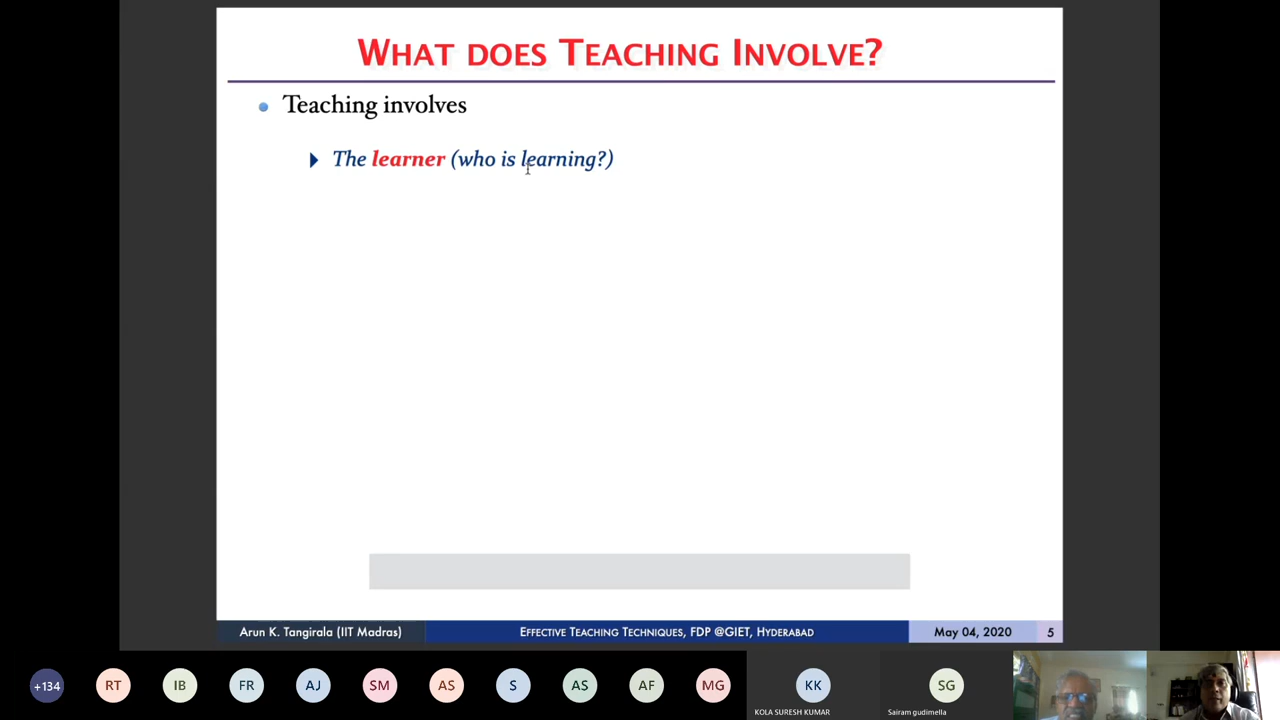 WHAT DOES TEACHING INVOLVE?
Teaching involves
The learner (who is learning?)
Arun K. Tangirala (IIT Madras)
EFFECTIVE TEACHING TECHNIQUES, FDP @GIET, HYDERABAD
May 04, 2020
5
+134
RT
IB
FR
AJ
SM
AS
S
AS
AF
MG
KK
SG
KOLA SURESH KUMAR
Sairam gudimella